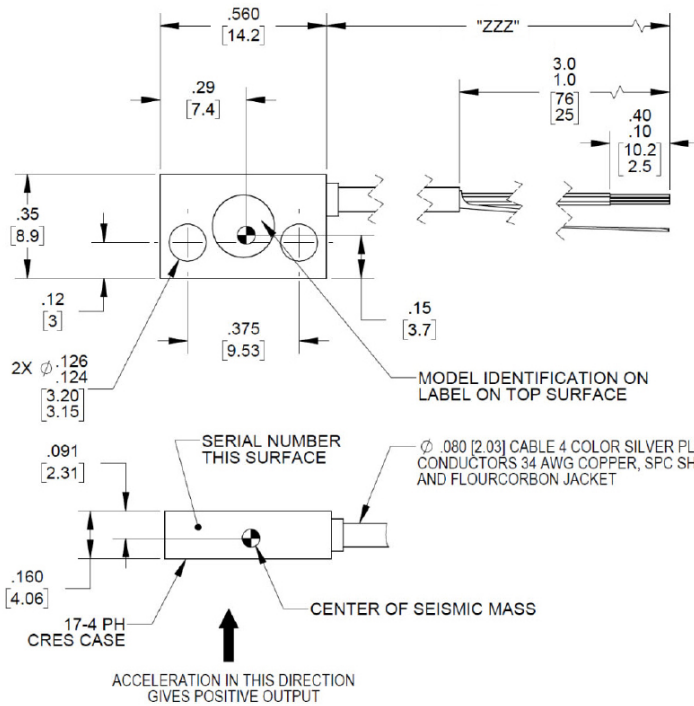 .560
[14.2]
"ZZZ"
.29
[7.4]
3.0
1.0
[76
25]
.40
.10
[10.2
2.5]
.35
[8.9]
.12
[3]
.15
[3.7]
.375
[9.53]
2X Ø .126
.124
[3.20
3.15]
MODEL IDENTIFICATION ON
LABEL ON TOP SURFACE
.091
[2.31]
SERIAL NUMBER
THIS SURFACE
Ø .080 [2.03] CABLE 4 COLOR SILVER PL
CONDUCTORS 34 AWG COPPER, SPC SH
AND FLOURCORBON JACKET
.160
[4.06]
17-4 PH
CRES CASE
CENTER OF SEISMIC MASS
ACCELERATION IN THIS DIRECTION
GIVES POSITIVE OUTPUT